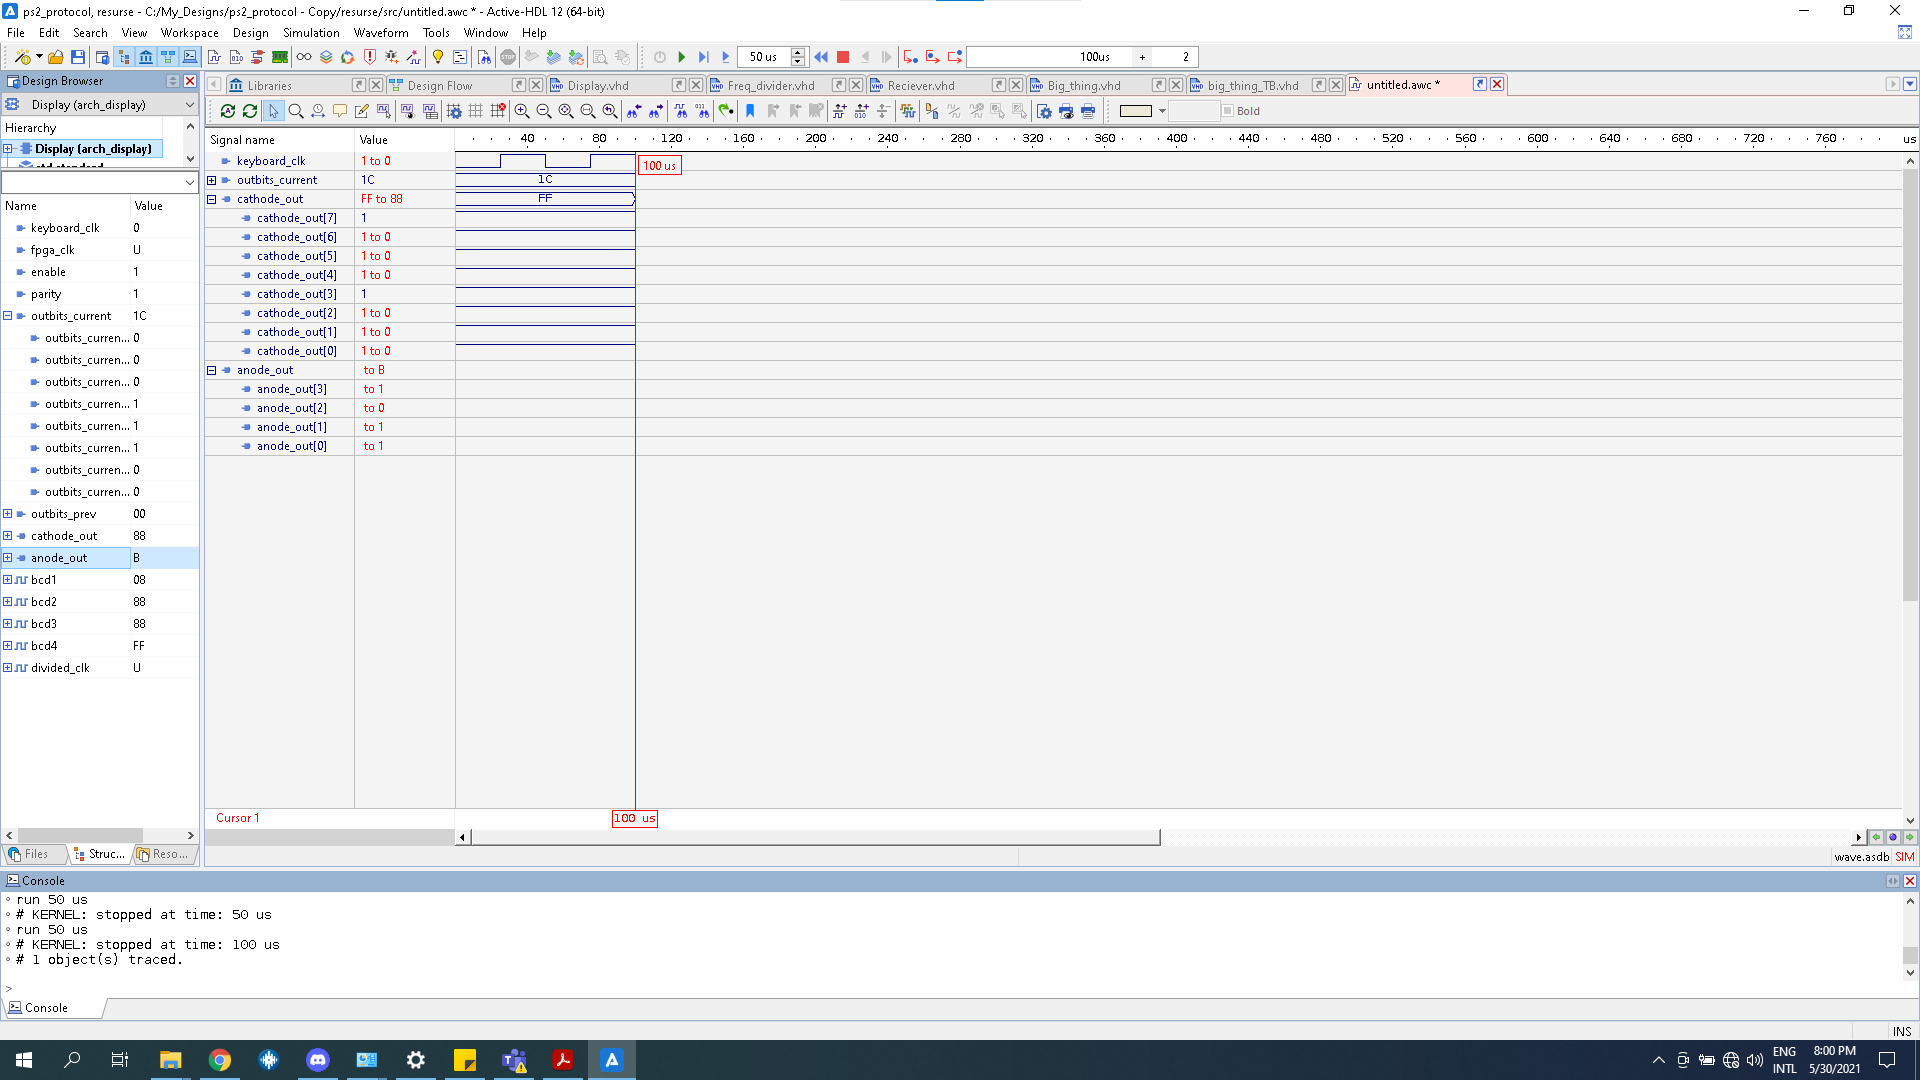 ps2_protocol, resurse - C:/My_Designs/ps2_protocol - Copy/resurse/src/untitled.awc * - Active-HDL 12 (64-bit)
File Edit Search View Workspace Design Simulation Waveform Tools Window Help
50 us 100us + 2
Design Browser
Libraries Design Flow Display.vhd Freq_divider.vhd Reciever.vhd Big_thing.vhd big_thing_TB.vhd untitled.awc *
Display (arch_display)
Bold
Hierarchy
Display (arch_display)
std.standard
Name Value
keyboard_clk 0
fpga_clk U
enable 1
parity 1
outbits_current 1C
outbits_curren... 0
outbits_curren... 0
outbits_curren... 0
outbits_curren... 1
outbits_curren... 1
outbits_curren... 1
outbits_curren... 0
outbits_curren... 0
outbits_prev 00
cathode_out 88
anode_out B
bcd1 08
bcd2 88
bcd3 88
bcd4 FF
divided_clk U
Files Struc... Reso...
Signal name Value 40 80 120 160 200 240 280 320 360 400 440 480 520 560 600 640 680 720 760 us
keyboard_clk 1 to 0 100 us
outbits_current 1C 1C
cathode_out FF to 88 FF
cathode_out[7] 1
cathode_out[6] 1 to 0
cathode_out[5] 1 to 0
cathode_out[4] 1 to 0
cathode_out[3] 1
cathode_out[2] 1 to 0
cathode_out[1] 1 to 0
cathode_out[0] 1 to 0
anode_out to B
anode_out[3] to 1
anode_out[2] to 0
anode_out[1] to 1
anode_out[0] to 1
Cursor 1 100 us
wave.asdb SIM
Console
run 50 us
# KERNEL: stopped at time: 50 us
run 50 us
# KERNEL: stopped at time: 100 us
# 1 object(s) traced.
>
Console
INS
ENG
INTL
8:00 PM
5/30/2021